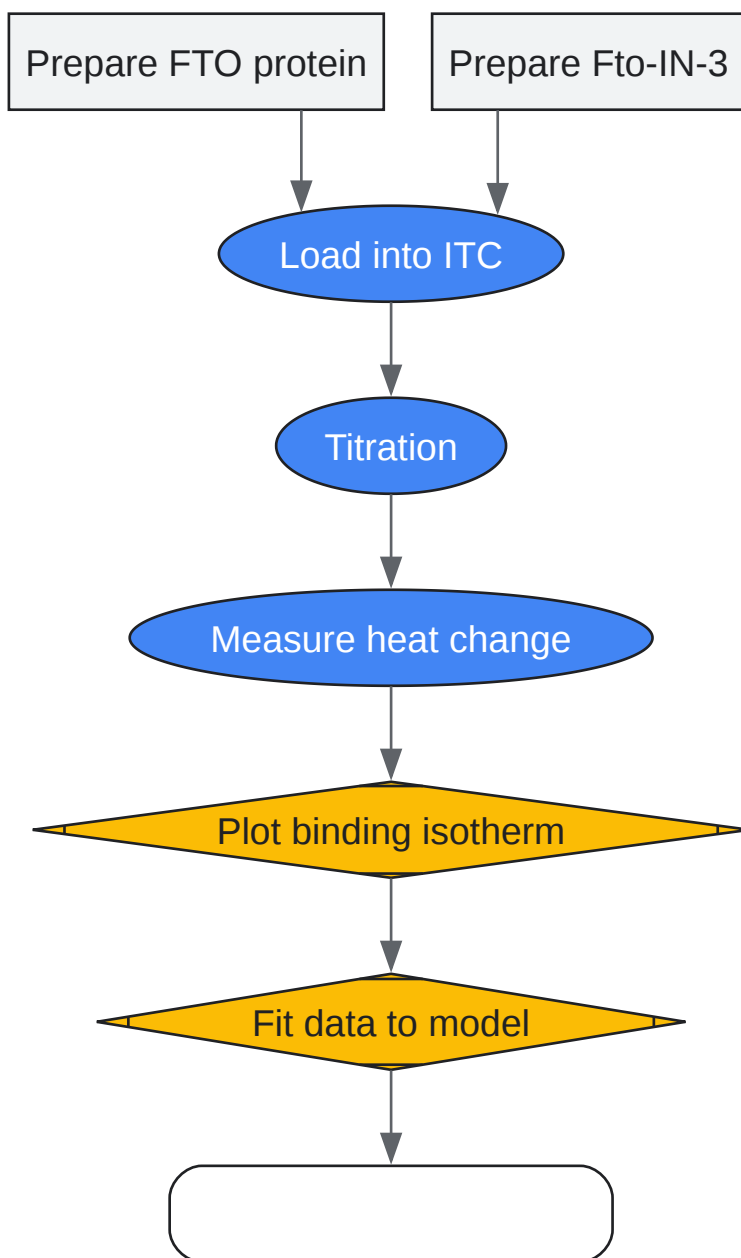 Prepare FTO protein
Prepare Fto-IN-3
Load into ITC
Titration
Measure heat change
Plot binding isotherm
Fit data to model